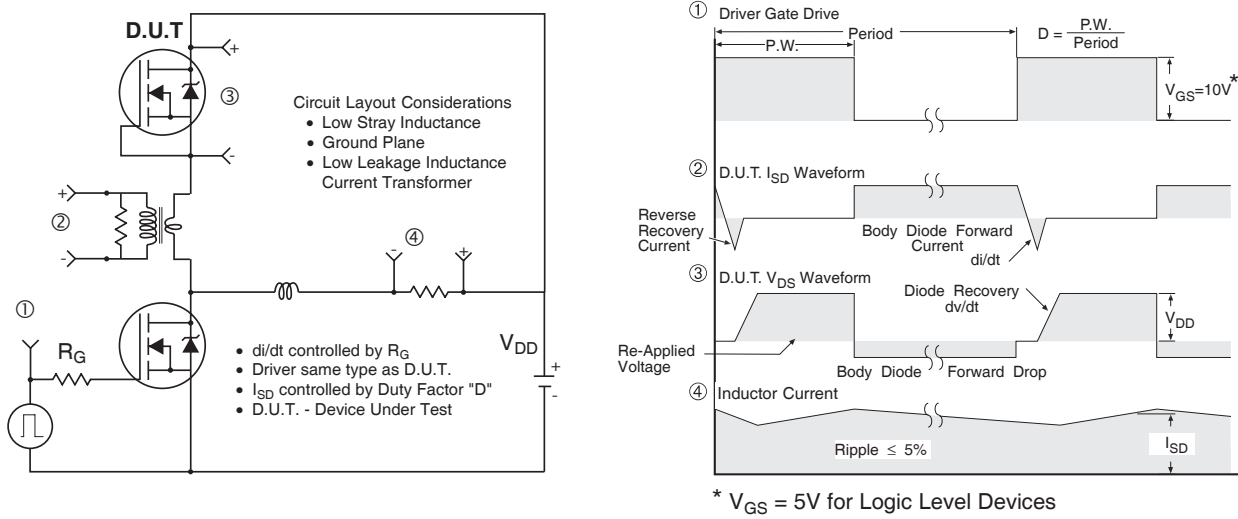 D.U.T
+
③
-
Circuit Layout Considerations
• Low Stray Inductance
• Ground Plane
• Low Leakage Inductance
Current Transformer
+
②
-
④
- +
①
R_G
V_DD
+
-
• di/dt controlled by R_G
• Driver same type as D.U.T.
• I_SD controlled by Duty Factor "D"
• D.U.T. - Device Under Test
① Driver Gate Drive
P.W.
Period
D = P.W. / Period
V_GS=10V*
② D.U.T. I_SD Waveform
Reverse
Recovery
Current
Body Diode Forward
Current
di/dt
③ D.U.T. V_DS Waveform
Diode Recovery
dv/dt
V_DD
Re-Applied
Voltage
Body Diode Forward Drop
④ Inductor Current
Ripple ≤ 5%
I_SD
* V_GS = 5V for Logic Level Devices